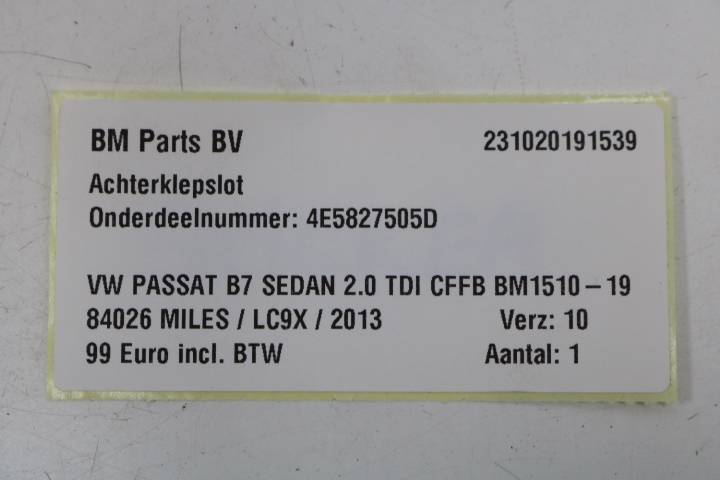 BM Parts BV 231020191539
Achterklepslot
Onderdeelnummer: 4E5827505D
VW PASSAT B7 SEDAN 2.0 TDI CFFB BM1510-19
84026 MILES / LC9X / 2013 Verz: 10
99 Euro incl. BTW Aantal: 1